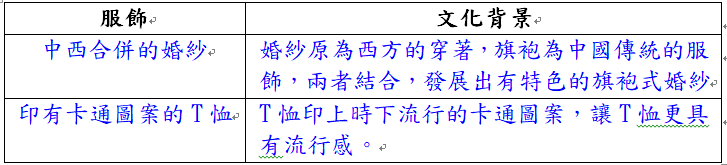 服飾
文化背景
中西合併的婚紗
婚紗原為西方的穿著，旗袍為中國傳統的服
飾，兩者結合，發展出有特色的旗袍式婚紗
印有卡通圖案的T恤
T恤印上時下流行的卡通圖案，讓T恤更具
有流行感。